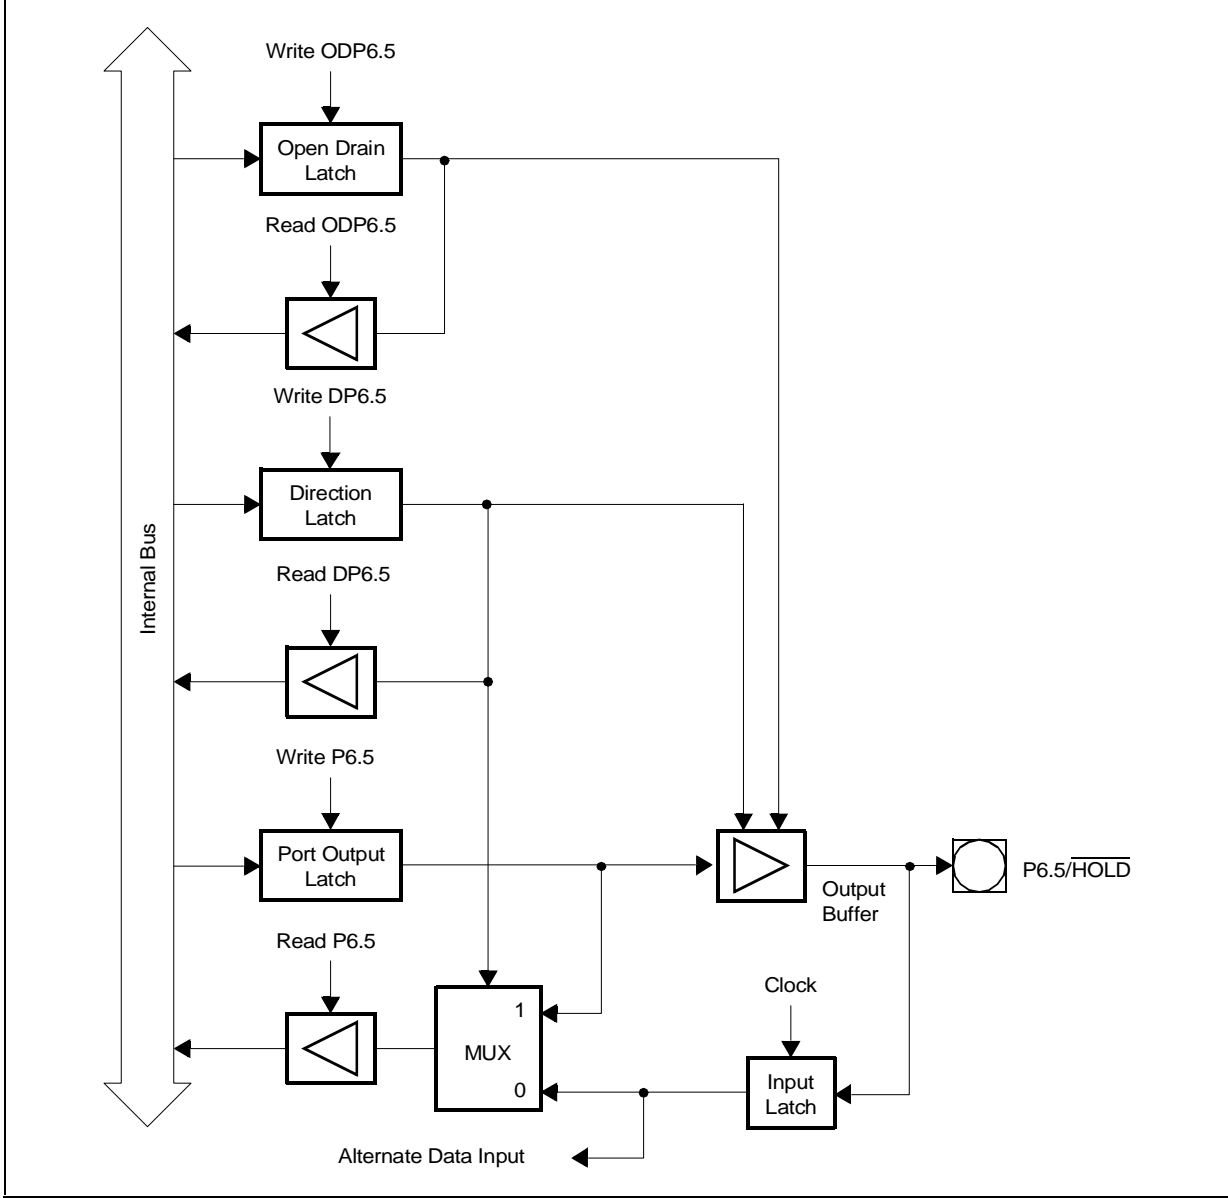 Write ODP6.5
Open Drain
Latch
Read ODP6.5
Write DP6.5
Direction
Latch
Internal Bus
Read DP6.5
Write P6.5
Port Output
Latch
P6.5/HOLD
Output
Buffer
Read P6.5
Clock
1
MUX
0
Input
Latch
Alternate Data Input